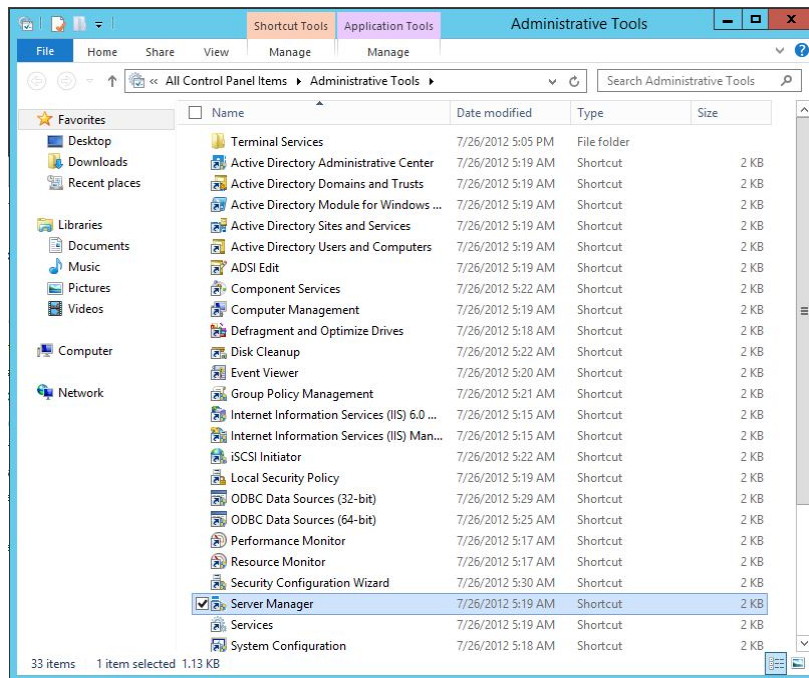 Shortcut Tools Application Tools Administrative Tools
File Home Share View Manage Manage
« All Control Panel Items Administrative Tools Search Administrative Tools
Favorites
Desktop
Downloads
Recent places
Libraries
Documents
Music
Pictures
Videos
Computer
Network
Name Date modified Type Size
Terminal Services 7/26/2012 5:05 PM File folder
Active Directory Administrative Center 7/26/2012 5:19 AM Shortcut 2 KB
Active Directory Domains and Trusts 7/26/2012 5:19 AM Shortcut 2 KB
Active Directory Module for Windows ... 7/26/2012 5:19 AM Shortcut 2 KB
Active Directory Sites and Services 7/26/2012 5:19 AM Shortcut 2 KB
Active Directory Users and Computers 7/26/2012 5:19 AM Shortcut 2 KB
ADSI Edit 7/26/2012 5:19 AM Shortcut 2 KB
Component Services 7/26/2012 5:22 AM Shortcut 2 KB
Computer Management 7/26/2012 5:19 AM Shortcut 2 KB
Defragment and Optimize Drives 7/26/2012 5:18 AM Shortcut 2 KB
Disk Cleanup 7/26/2012 5:22 AM Shortcut 2 KB
Event Viewer 7/26/2012 5:20 AM Shortcut 2 KB
Group Policy Management 7/26/2012 5:21 AM Shortcut 2 KB
Internet Information Services (IIS) 6.0 ... 7/26/2012 5:15 AM Shortcut 2 KB
Internet Information Services (IIS) Man... 7/26/2012 5:15 AM Shortcut 2 KB
iSCSI Initiator 7/26/2012 5:22 AM Shortcut 2 KB
Local Security Policy 7/26/2012 5:19 AM Shortcut 2 KB
ODBC Data Sources (32-bit) 7/26/2012 5:29 AM Shortcut 2 KB
ODBC Data Sources (64-bit) 7/26/2012 5:25 AM Shortcut 2 KB
Performance Monitor 7/26/2012 5:17 AM Shortcut 2 KB
Resource Monitor 7/26/2012 5:17 AM Shortcut 2 KB
Security Configuration Wizard 7/26/2012 5:30 AM Shortcut 2 KB
Server Manager 7/26/2012 5:19 AM Shortcut 2 KB
Services 7/26/2012 5:19 AM Shortcut 2 KB
System Configuration 7/26/2012 5:18 AM Shortcut 2 KB
33 items 1 item selected 1.13 KB